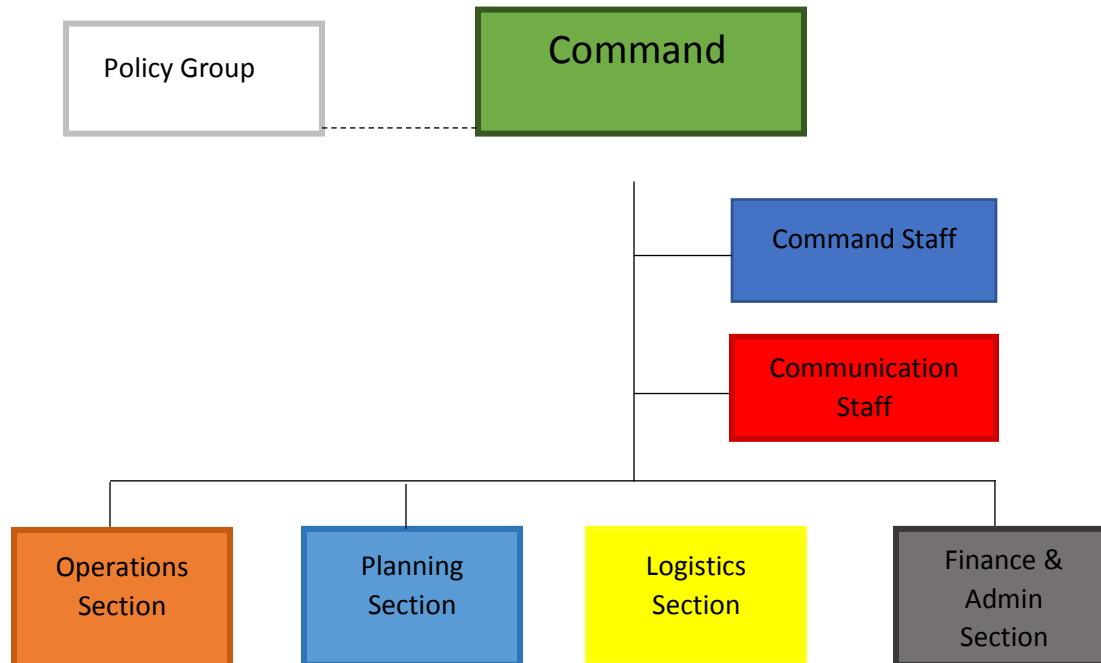 Policy Group
Command
Command Staff
Communication
Staff
Operations
Section
Planning
Section
Logistics
Section
Finance &
Admin
Section